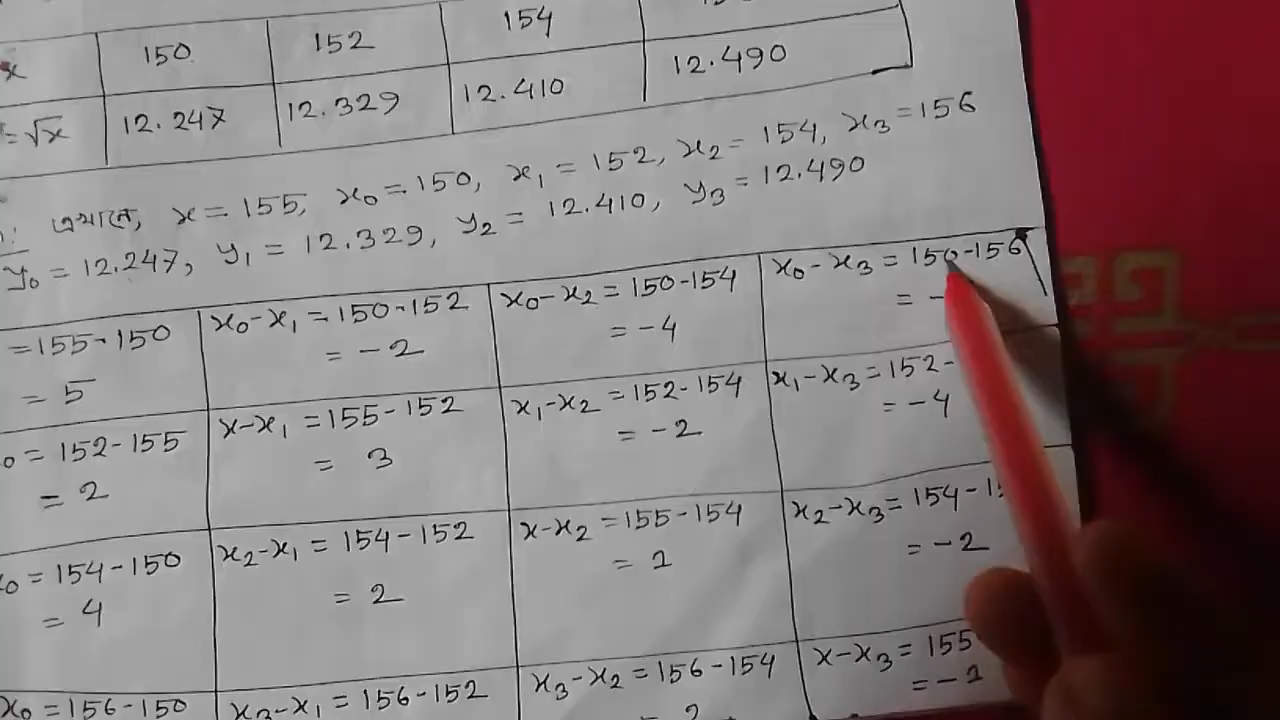 x 150 152 154
= √x 12.247 12.329 12.410 12.490
এখানে, x = 155, x₀ = 150, x₁ = 152, x₂ = 154, x₃ = 156
y₀ = 12.247, y₁ = 12.329, y₂ = 12.410, y₃ = 12.490
= 155-150 x₀-x₁ = 150-152 x₀-x₂ = 150-154 x₀-x₃ = 150-156
= 5 = -2 = -4 = -
₀ = 152-155 x-x₁ = 155-152 x₁-x₂ = 152-154 x₁-x₃ = 152-
= 2 = 3 = -2 = -4
x₀ = 154-150 x₂-x₁ = 154-152 x-x₂ = 155-154 x₂-x₃ = 154-15
= 4 = 2 = 1 = -2
x₀ = 156-150 x₃-x₁ = 156-152 x₃-x₂ = 156-154 x-x₃ = 155
= 2 = -1